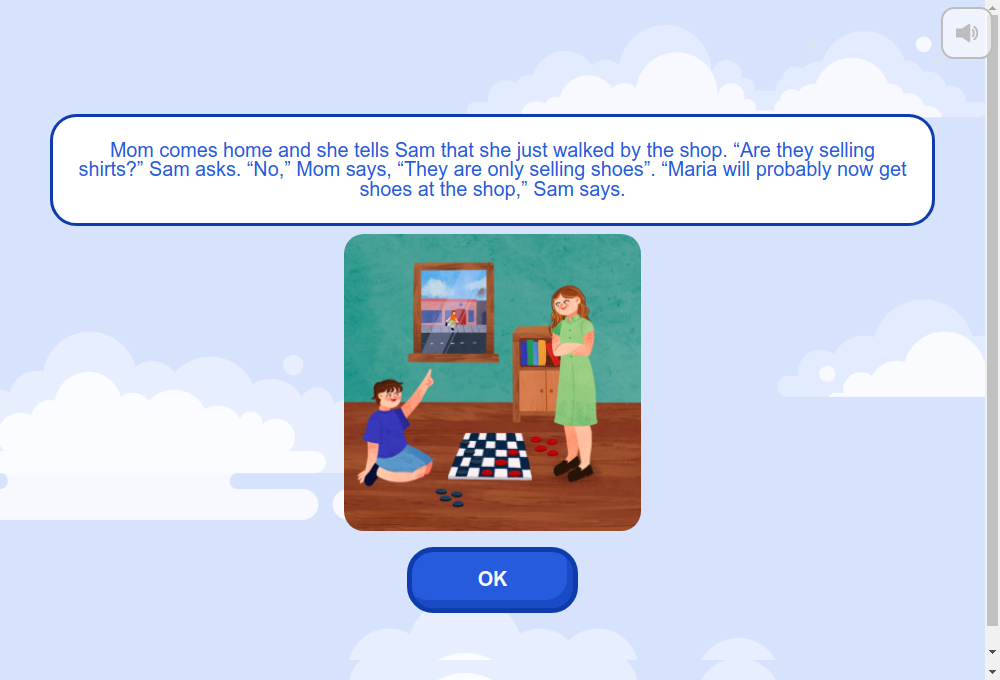 Mom comes home and she tells Sam that she just walked by the shop. “Are they selling
shirts?” Sam asks. “No,” Mom says, “They are only selling shoes”. “Maria will probably now get
shoes at the shop,” Sam says.
OK